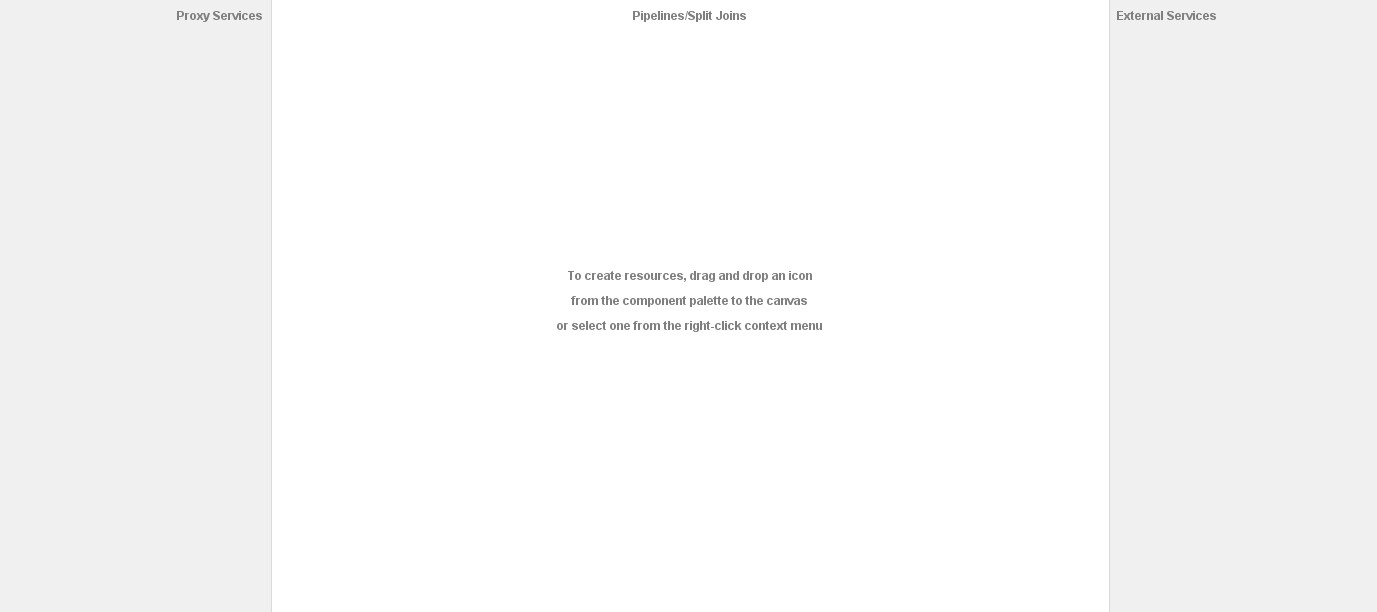 Proxy Services
Pipelines/Split Joins
External Services
To create resources, drag and drop an icon
from the component palette to the canvas
or select one from the right-click context menu